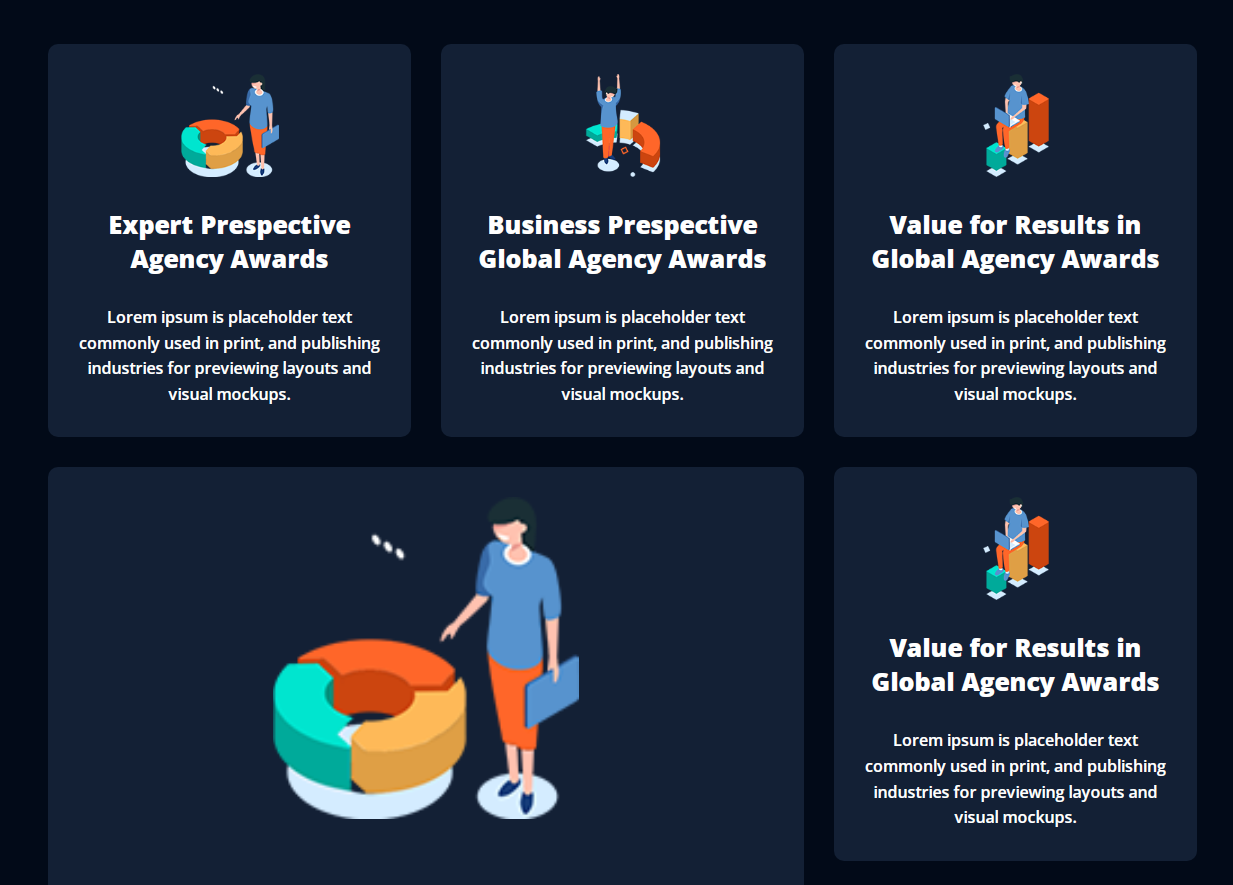 Expert Prespective
Agency Awards
Lorem ipsum is placeholder text
commonly used in print, and publishing
industries for previewing layouts and
visual mockups.
Business Prespective
Global Agency Awards
Lorem ipsum is placeholder text
commonly used in print, and publishing
industries for previewing layouts and
visual mockups.
Value for Results in
Global Agency Awards
Lorem ipsum is placeholder text
commonly used in print, and publishing
industries for previewing layouts and
visual mockups.
Value for Results in
Global Agency Awards
Lorem ipsum is placeholder text
commonly used in print, and publishing
industries for previewing layouts and
visual mockups.